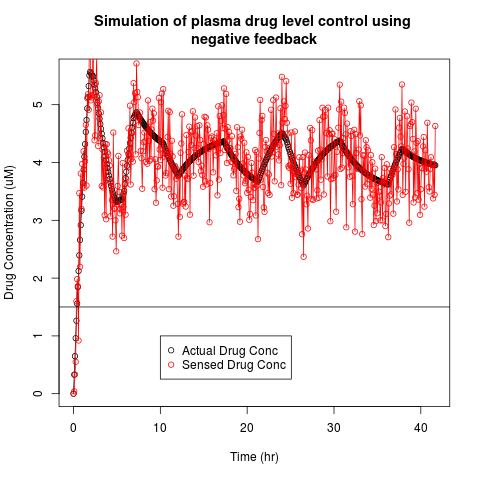 Simulation of plasma drug level control using
negative feedback
Drug Concentration (uM)
5
4
3
2
1
0
Actual Drug Conc
Sensed Drug Conc
0 10 20 30 40
Time (hr)